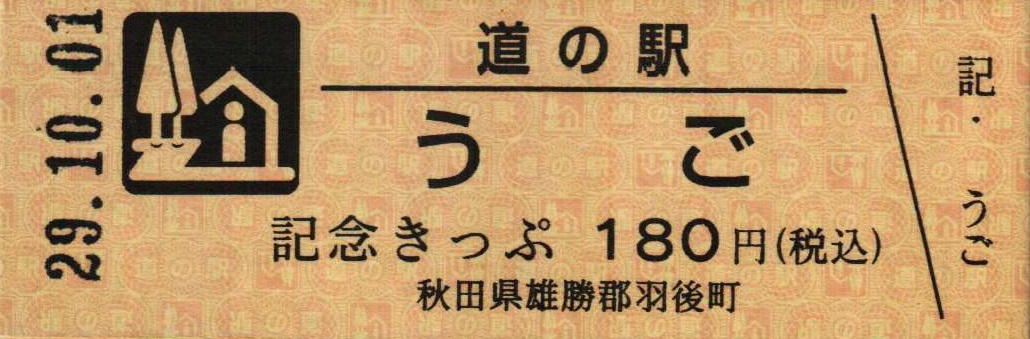 29.10.01
道の駅
うご
記念きっぷ 180円(税込)
秋田県雄勝郡羽後町
記・うご